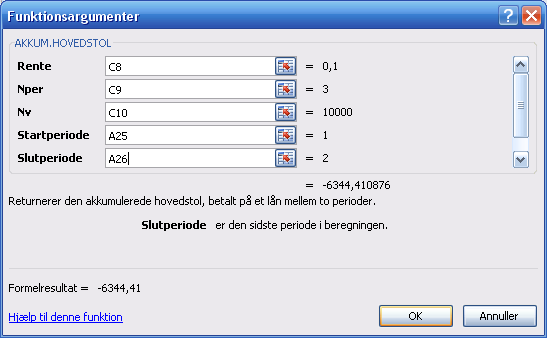 Funktionsargumenter
AKKUM.HOVEDSTOL
Rente C8 = 0,1
Nper C9 = 3
Nv C10 = 10000
Startperiode A25 = 1
Slutperiode A26 = 2
= -6344,410876
Returnerer den akkumulerede hovedstol, betalt på et lån mellem to perioder.
Slutperiode er den sidste periode i beregningen.
Formelresultat = -6344,41
Hjælp til denne funktion
OK Annuller